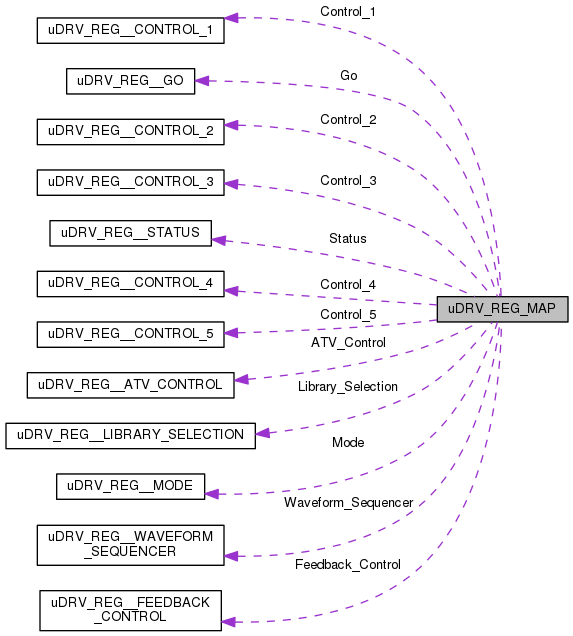 Control_1
uDRV_REG__CONTROL_1
Go
uDRV_REG__GO
Control_2
uDRV_REG__CONTROL_2
Control_3
uDRV_REG__CONTROL_3
Status
uDRV_REG__STATUS
Control_4
uDRV_REG__CONTROL_4
uDRV_REG_MAP
Control_5
uDRV_REG__CONTROL_5
ATV_Control
uDRV_REG__ATV_CONTROL
Library_Selection
uDRV_REG__LIBRARY_SELECTION
Mode
uDRV_REG__MODE
Waveform_Sequencer
uDRV_REG__WAVEFORM
_SEQUENCER
Feedback_Control
uDRV_REG__FEEDBACK
_CONTROL